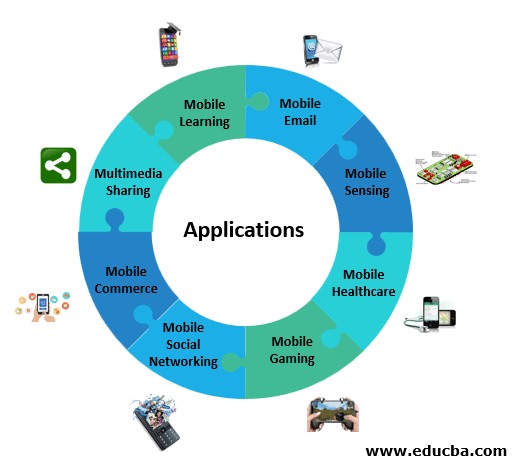 Mobile
Email
Mobile
Sensing
Mobile
Healthcare
Mobile
Gaming
Mobile
Social
Networking
Mobile
Commerce
Multimedia
Sharing
Mobile
Learning
Applications
www.educba.com